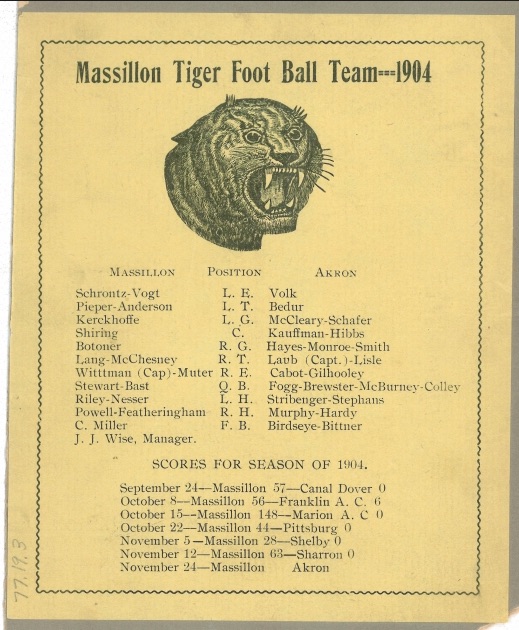 Massillon Tiger Foot Ball Team---1904
MASSILLON POSITION AKRON
Schrontz-Vogt L. E. Volk
Pieper-Anderson L. T. Bedur
Kerckhoffe L. G. McCleary-Schafer
Shiring C. Kauffman-Hibbs
Botoner R. G. Hayes-Monroe-Smith
Lang-McChesney R. T. Laub (Capt.)-Lisle
Witttman (Cap)-Muter R. E. Cabot-Gilhooley
Stewart-Bast Q. B. Fogg-Brewster-McBurney-Colley
Riley-Nesser L. H. Stribenger-Stephans
Powell-Featheringham R. H. Murphy-Hardy
C. Miller F. B. Birdseye-Bittner
J. J. Wise, Manager.
SCORES FOR SEASON OF 1904.
September 24—Massillon 57—Canal Dover 0
October 8—Massillon 56—Franklin A. C. 6
October 15—Massillon 148—Marion A. C 0
October 22—Massillon 44—Pittsburg 0
November 5—Massillon 28—Shelby 0
November 12—Massillon 63—Sharron 0
November 24—Massillon Akron
77.19.3